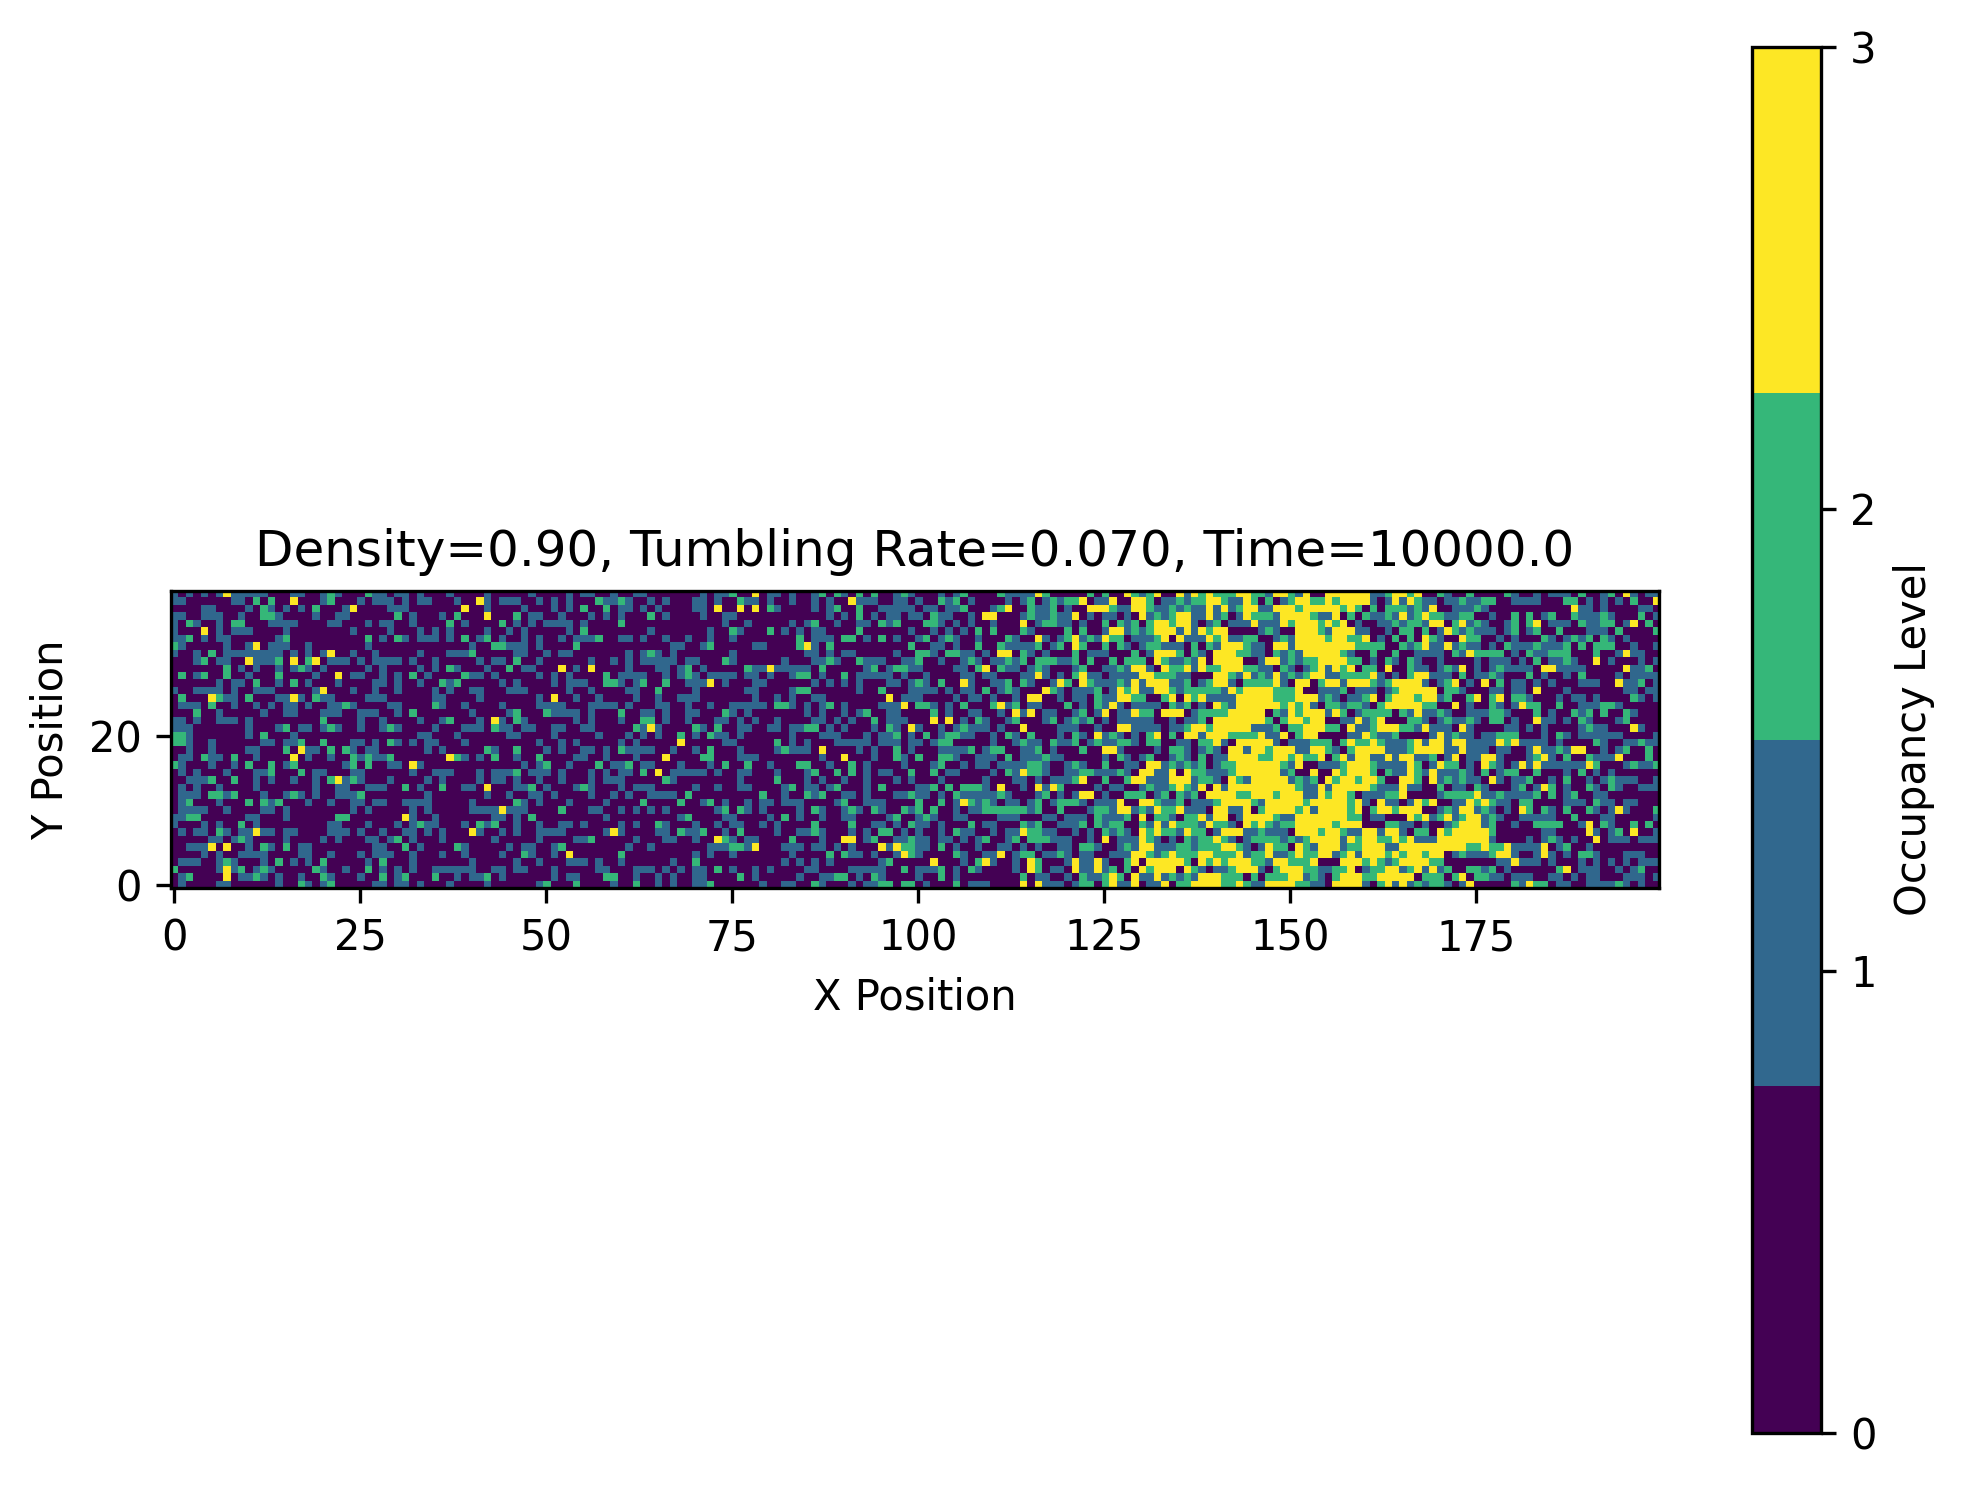 Density=0.90, Tumbling Rate=0.070, Time=10000.0
Y Position
20
0
0 25 50 75 100 125 150 175
X Position
3
2
1
0
Occupancy Level